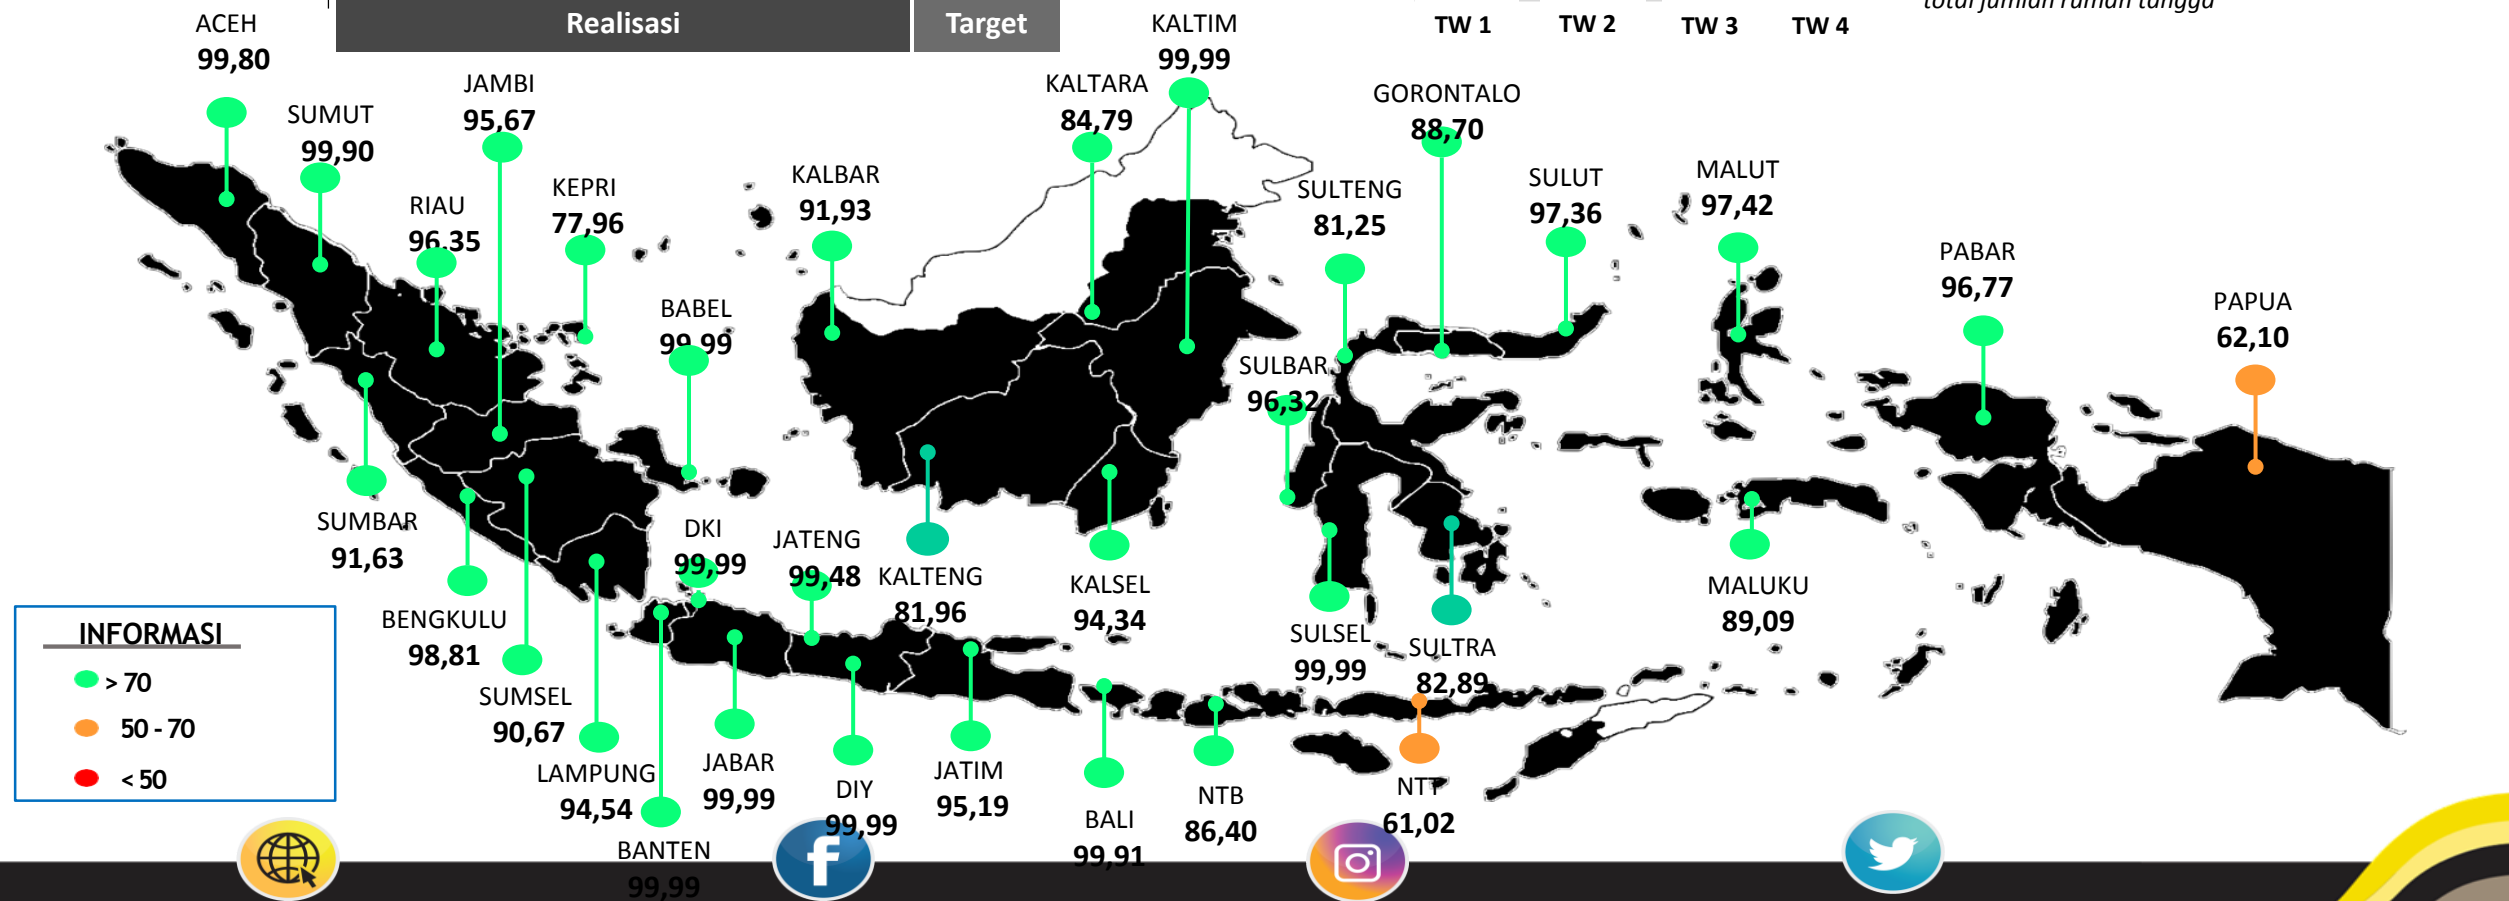 Realisasi
Target
TW 1
TW 2
TW 3
TW 4
total jumlah rumah tangga
ACEH
99,80
SUMUT
99,90
JAMBI
95,67
RIAU
96,35
KEPRI
77,96
BABEL
99,99
KALBAR
91,93
KALTARA
84,79
KALTIM
99,99
GORONTALO
88,70
SULTENG
81,25
SULUT
97,36
MALUT
97,42
PABAR
96,77
PAPUA
62,10
SULBAR
96,32
SUMBAR
91,63
BENGKULU
98,81
SUMSEL
90,67
LAMPUNG
94,54
BANTEN
99,99
DKI
99,99
JATENG
99,48
KALTENG
81,96
KALSEL
94,34
JABAR
99,99
DIY
99,99
JATIM
95,19
BALI
99,91
NTB
86,40
NTT
61,02
SULSEL
99,99
SULTRA
82,89
MALUKU
89,09
INFORMASI
> 70
50 - 70
< 50